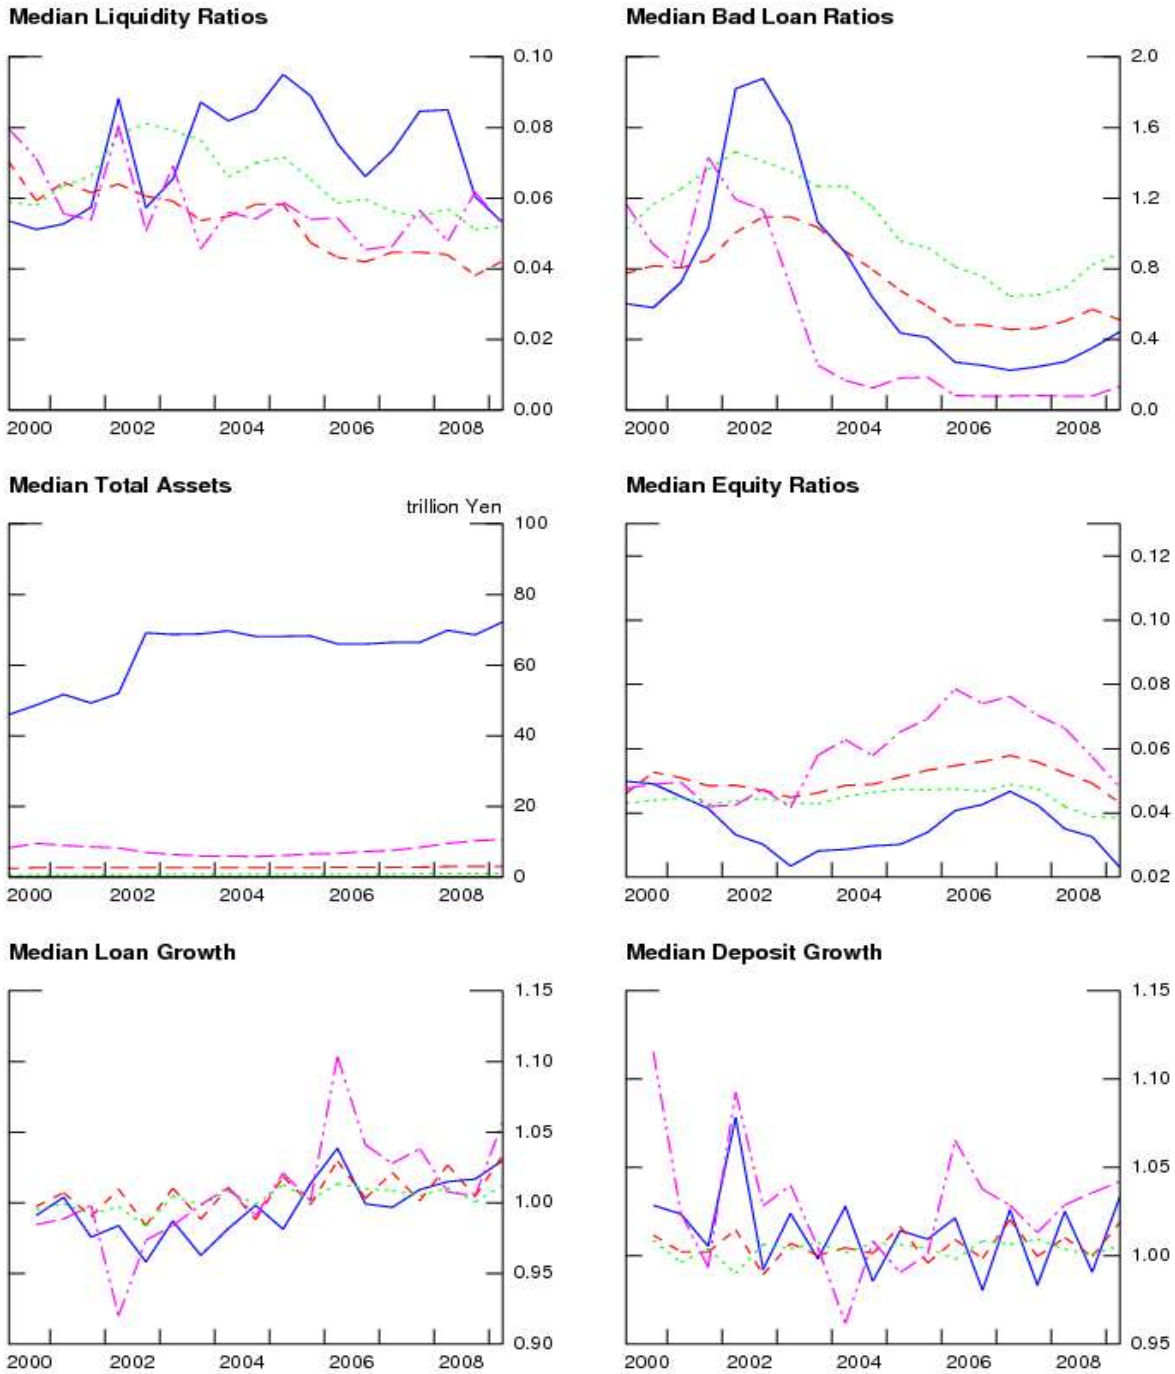 Median Liquidity Ratios
0.10
0.08
0.06
0.04
0.02
0.00
2000 2002 2004 2006 2008
Median Bad Loan Ratios
2.0
1.6
1.2
0.8
0.4
0.0
2000 2002 2004 2006 2008
Median Total Assets
trillion Yen
100
80
60
40
20
0
2000 2002 2004 2006 2008
Median Equity Ratios
0.12
0.10
0.08
0.06
0.04
0.02
2000 2002 2004 2006 2008
Median Loan Growth
1.15
1.10
1.05
1.00
0.95
0.90
2000 2002 2004 2006 2008
Median Deposit Growth
1.15
1.10
1.05
1.00
0.95
2000 2002 2004 2006 2008